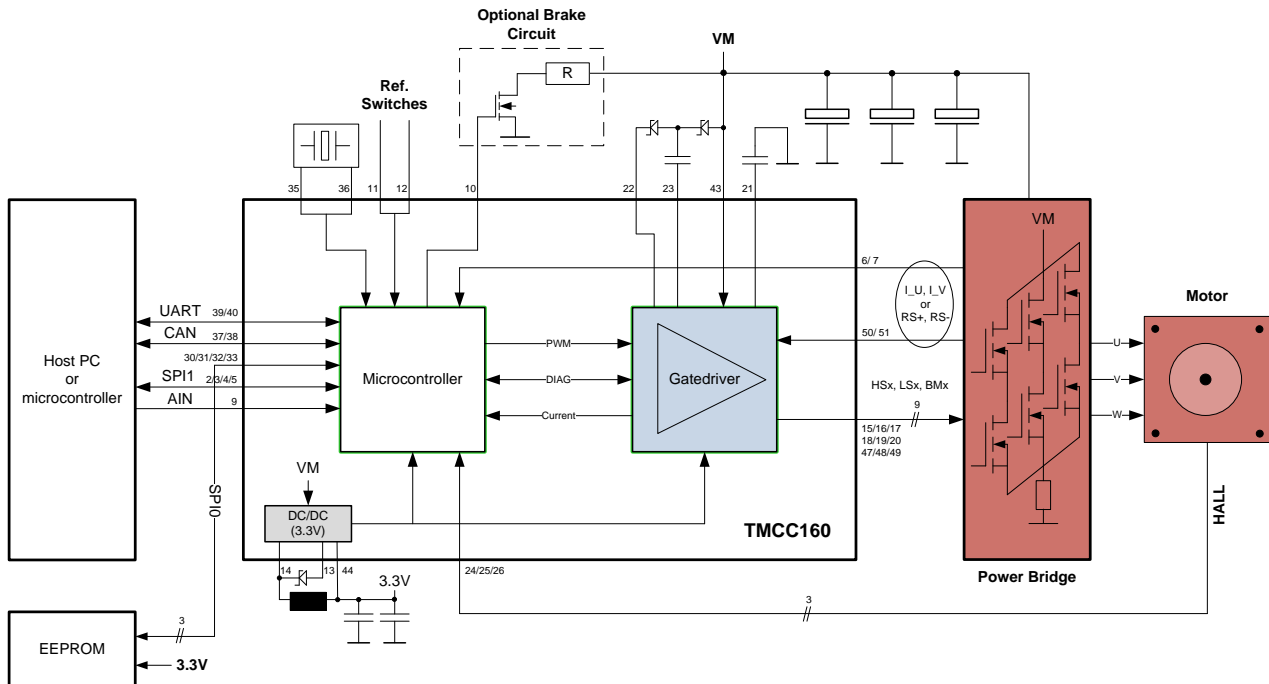 Optional Brake
Circuit
VM
R
Ref.
Switches
35
36
11
12
10
22
23
43
21
Host PC
or
microcontroller
UART
39/40
CAN
37/38
30/31/32/33
SPI1
2/3/4/5
AIN
9
SPI0
Microcontroller
PWM
DIAG
Current
Gatedriver
6/ 7
I_U, I_V
or
RS+, RS-
50/ 51
HSx, LSx, BMx
9
15/16/17
18/19/20
47/48/49
VM
Power Bridge
U
V
W
Motor
HALL
VM
DC/DC
(3.3V)
14
13
44
3.3V
24/25/26
TMCC160
3
EEPROM
3
3.3V